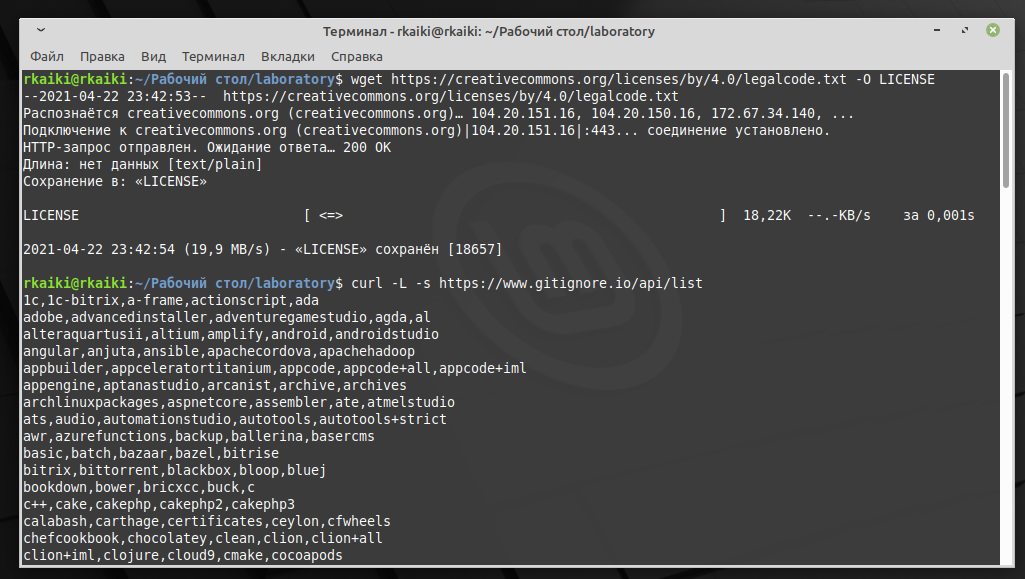 Терминал - rkaiki@rkaiki: ~/Рабочий стол/laboratory
Файл Правка Вид Терминал Вкладки Справка
rkaiki@rkaiki:~/Рабочий стол/laboratory$ wget https://creativecommons.org/licenses/by/4.0/legalcode.txt -O LICENSE
--2021-04-22 23:42:53--  https://creativecommons.org/licenses/by/4.0/legalcode.txt
Распознаётся creativecommons.org (creativecommons.org)… 104.20.151.16, 104.20.150.16, 172.67.34.140, ...
Подключение к creativecommons.org (creativecommons.org)|104.20.151.16|:443... соединение установлено.
HTTP-запрос отправлен. Ожидание ответа… 200 OK
Длина: нет данных [text/plain]
Сохранение в: «LICENSE»
LICENSE [ <=> ] 18,22K --.-KB/s за 0,001s
2021-04-22 23:42:54 (19,9 MB/s) - «LICENSE» сохранён [18657]
rkaiki@rkaiki:~/Рабочий стол/laboratory$ curl -L -s https://www.gitignore.io/api/list
1c,1c-bitrix,a-frame,actionscript,ada
adobe,advancedinstaller,adventuregamestudio,agda,al
alteraquartusii,altium,amplify,android,androidstudio
angular,anjuta,ansible,apachecordova,apachehadoop
appbuilder,appceleratortitanium,appcode,appcode+all,appcode+iml
appengine,aptanastudio,arcanist,archive,archives
archlinuxpackages,aspnetcore,assembler,ate,atmelstudio
ats,audio,automationstudio,autotools,autotools+strict
awr,azurefunctions,backup,ballerina,basercms
basic,batch,bazaar,bazel,bitrise
bitrix,bittorrent,blackbox,bloop,bluej
bookdown,bower,bricxcc,buck,c
c++,cake,cakephp,cakephp2,cakephp3
calabash,carthage,certificates,ceylon,cfwheels
chefcookbook,chocolatey,clean,clion,clion+all
clion+iml,clojure,cloud9,cmake,cocoapods